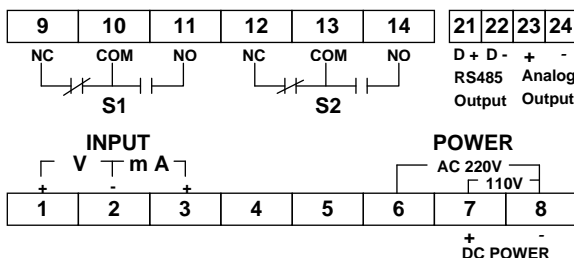 9 10 11 12 13 14 21 22 23 24
NC COM NO NC COM NO D + D - + -
RS485 Analog
S1 S2 Output Output
INPUT POWER
V m A AC 220V
110V
+ - +
1 2 3 4 5 6 7 8
+ -
DC POWER